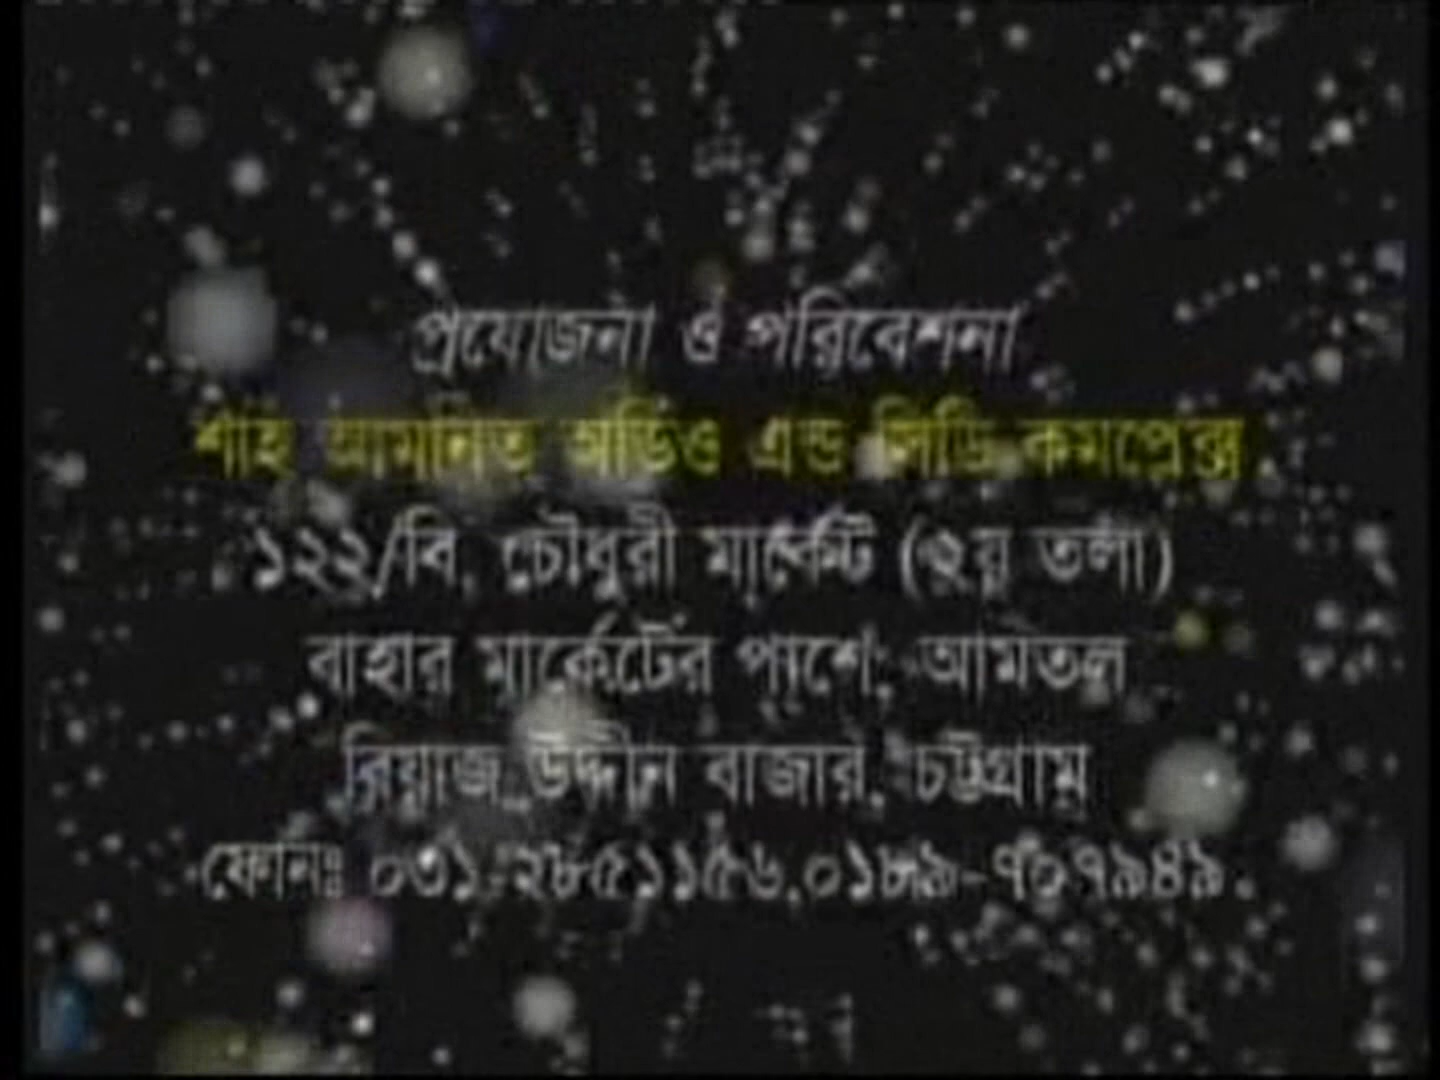 প্রযোজনা ও পরিবেশনা
শাহ আমানত অডিও এন্ড সিডি কমপ্লেক্স
১২২/বি, চৌধুরী মার্কেট (২য় তলা)
বাহার মার্কেটের পাশে, আমতল
রিয়াজ উদ্দীন বাজার, চট্টগ্রাম
ফোনঃ ০৩১-২৮৫১১৫৬,০১৮৯-৭০৭৯৪৯